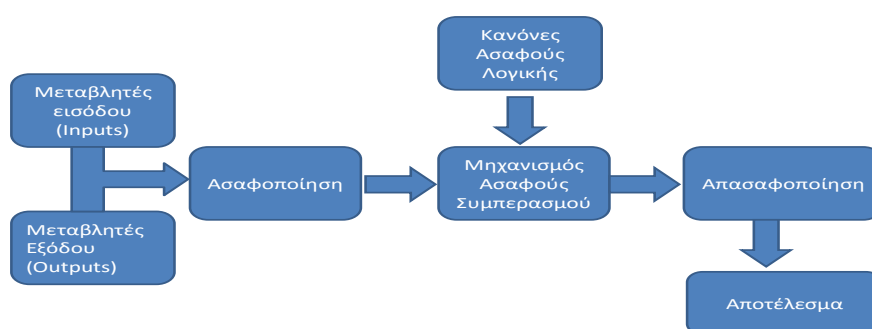 Κανόνες
Ασαφούς
Λογικής
Μεταβλητές
εισόδου
(Inputs)
Ασαφοποίηση
Μηχανισμός
Ασαφούς
Συμπερασμού
Απασαφοποίηση
Μεταβλητές
Εξόδου
(Outputs)
Αποτέλεσμα